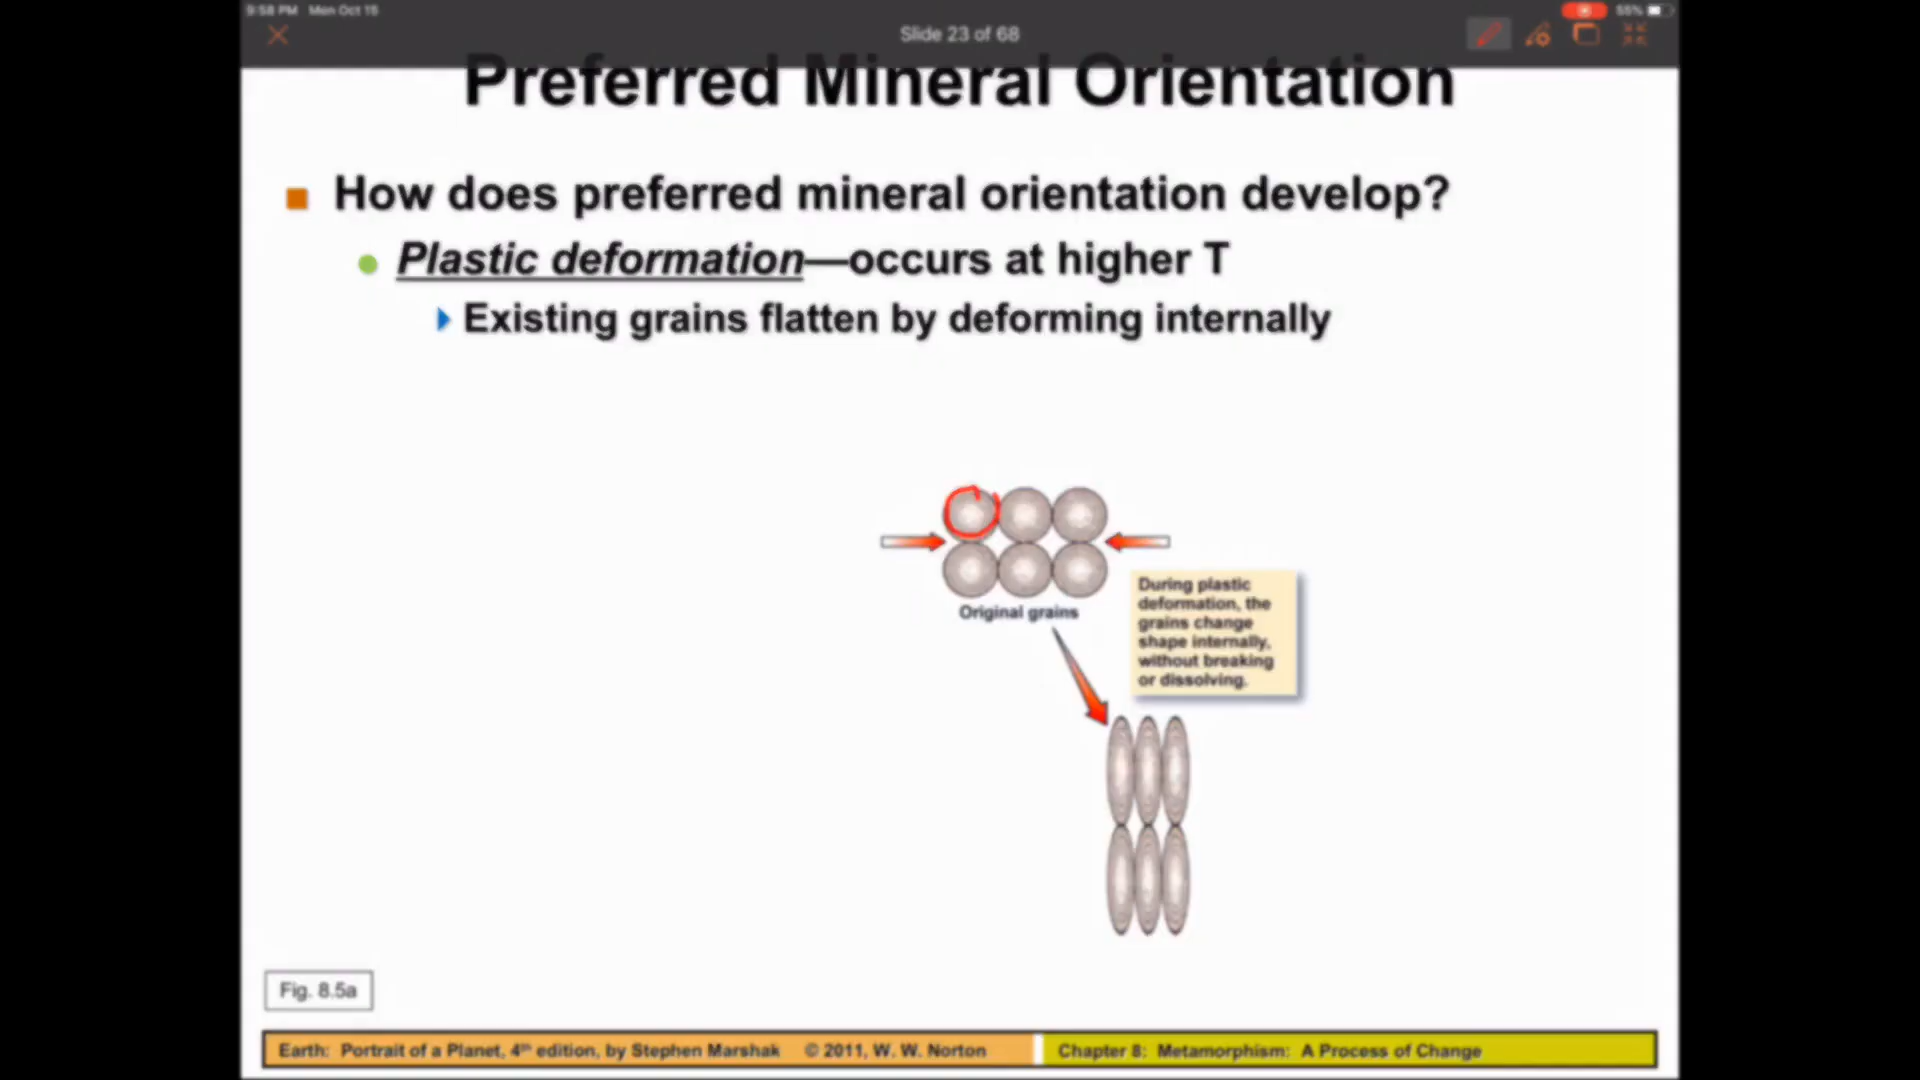 9:58 PM Mon Oct 15
55%
Slide 23 of 68
Preferred Mineral Orientation
How does preferred mineral orientation develop?
Plastic deformation—occurs at higher T
Existing grains flatten by deforming internally
Original grains
During plastic
deformation, the
grains change
shape internally,
without breaking
or dissolving.
Fig. 8.5a
Earth: Portrait of a Planet, 4th edition, by Stephen Marshak © 2011, W. W. Norton
Chapter 8: Metamorphism: A Process of Change